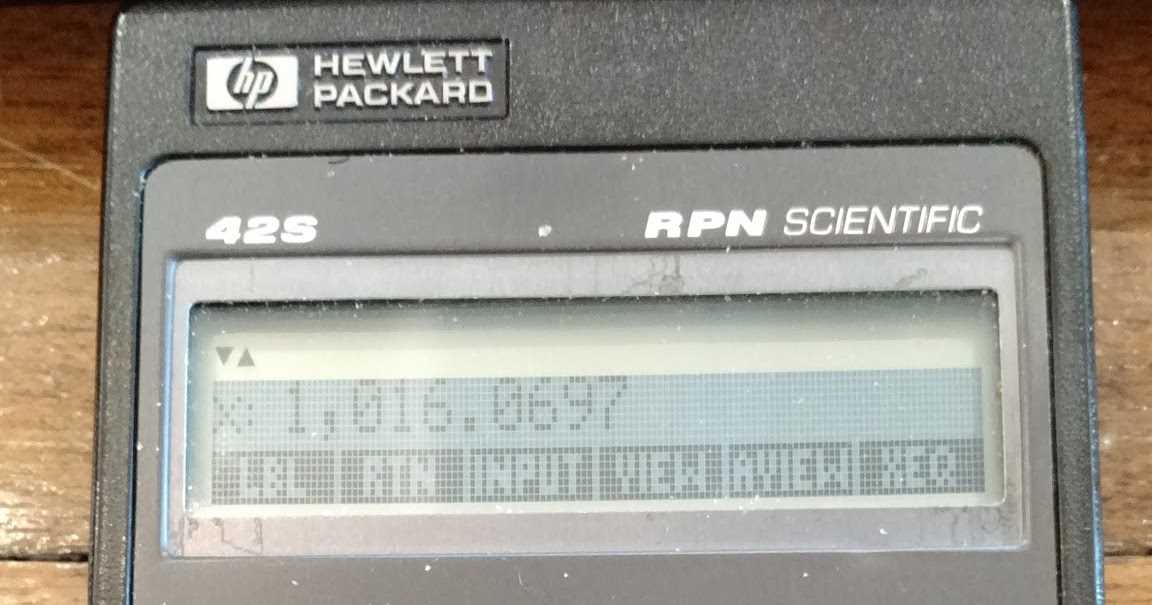 hp HEWLETT
PACKARD
42S RPN SCIENTIFIC
▼▲
x: 1,016.0697
LBL RTN INPUT VIEW AVIEW XEQ